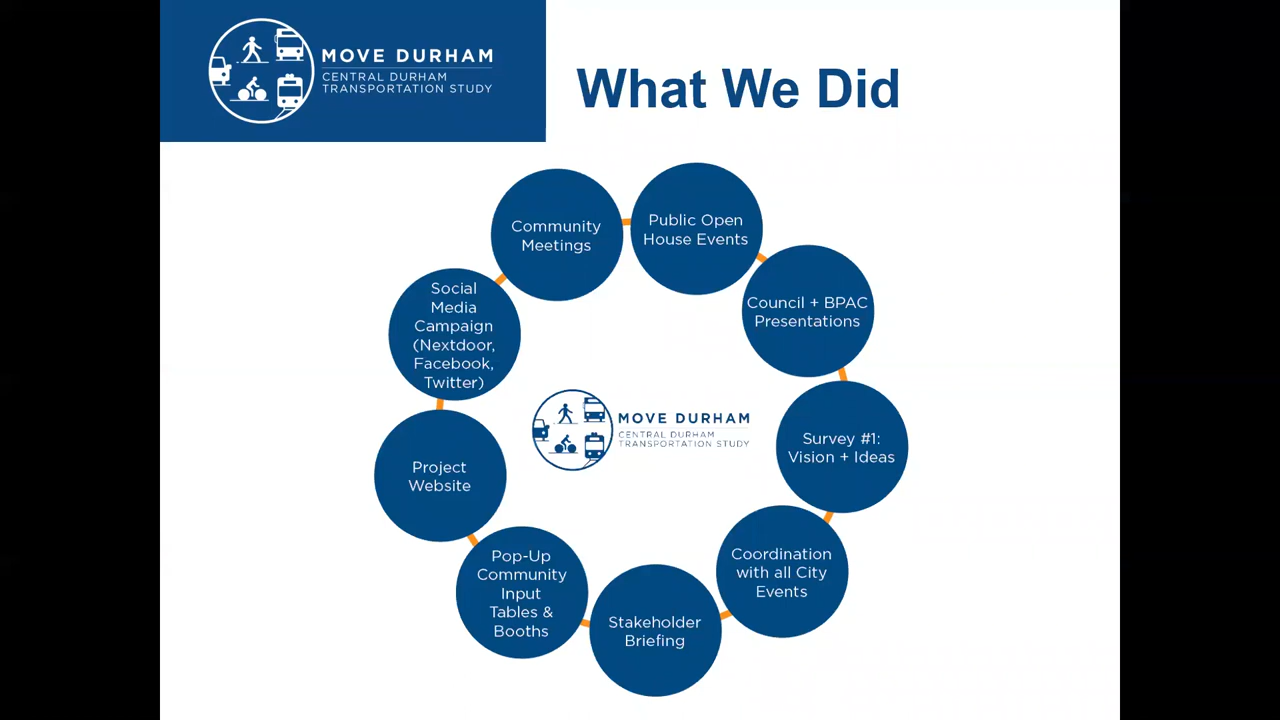 MOVE DURHAM
CENTRAL DURHAM
TRANSPORTATION STUDY
What We Did
Community
Meetings
Public Open
House Events
Council + BPAC
Presentations
Survey #1:
Vision + Ideas
Coordination
with all City
Events
Stakeholder
Briefing
Pop-Up
Community
Input
Tables &
Booths
Project
Website
Social
Media
Campaign
(Nextdoor,
Facebook,
Twitter)
MOVE DURHAM
CENTRAL DURHAM
TRANSPORTATION STUDY